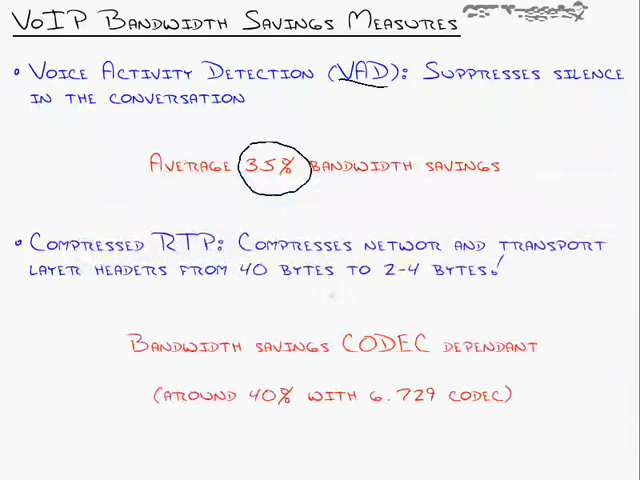 VoIP Bandwidth Savings Measures
• Voice Activity Detection (VAD): Suppresses silence
in the conversation
Average 35% bandwidth savings
• Compressed RTP: Compresses networ and transport
layer headers from 40 bytes to 2-4 bytes!
Bandwidth savings CODEC dependant
(around 40% with G.729 codec)